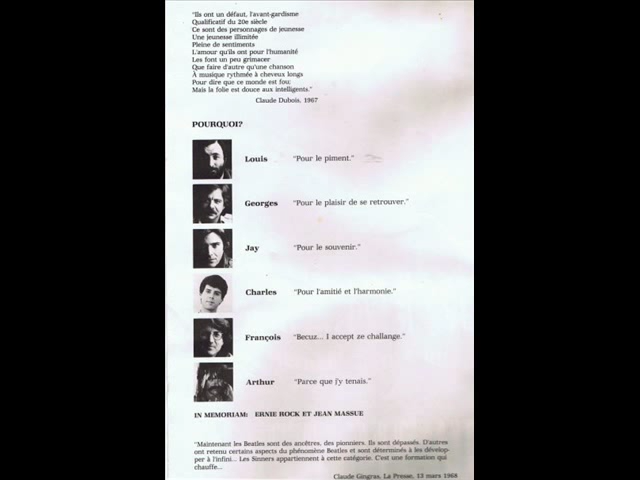 "Ils ont un défaut, l'avant-gardisme
Qualificatif du 20e siècle
Ce sont des personnages de jeunesse
Une jeunesse illimitée
Pleine de sentiments
L'amour qu'ils ont pour l'humanité
Les font un peu grimacer
Que faire d'autre qu'une chanson
À musique rythmée à cheveux longs
Pour dire que ce monde est fou:
Mais la folie est douce aux intelligents."
Claude Dubois, 1967
POURQUOI?
Louis "Pour le piment."
Georges "Pour le plaisir de se retrouver."
Jay "Pour le souvenir."
Charles "Pour l'amitié et l'harmonie."
François "Becuz... I accept ze challange."
Arthur "Parce que j'y tenais."
IN MEMORIAM: ERNIE ROCK ET JEAN MASSUE
"Maintenant les Beatles sont des ancêtres, des pionniers. Ils sont dépassés. D'autres
ont retenu certains aspects du phénomène Beatles et sont déterminés à les dévelop-
per à l'infini... Les Sinners appartiennent à cette catégorie. C'est une formation qui
chauffe...
Claude Gingras, La Presse, 13 mars 1968